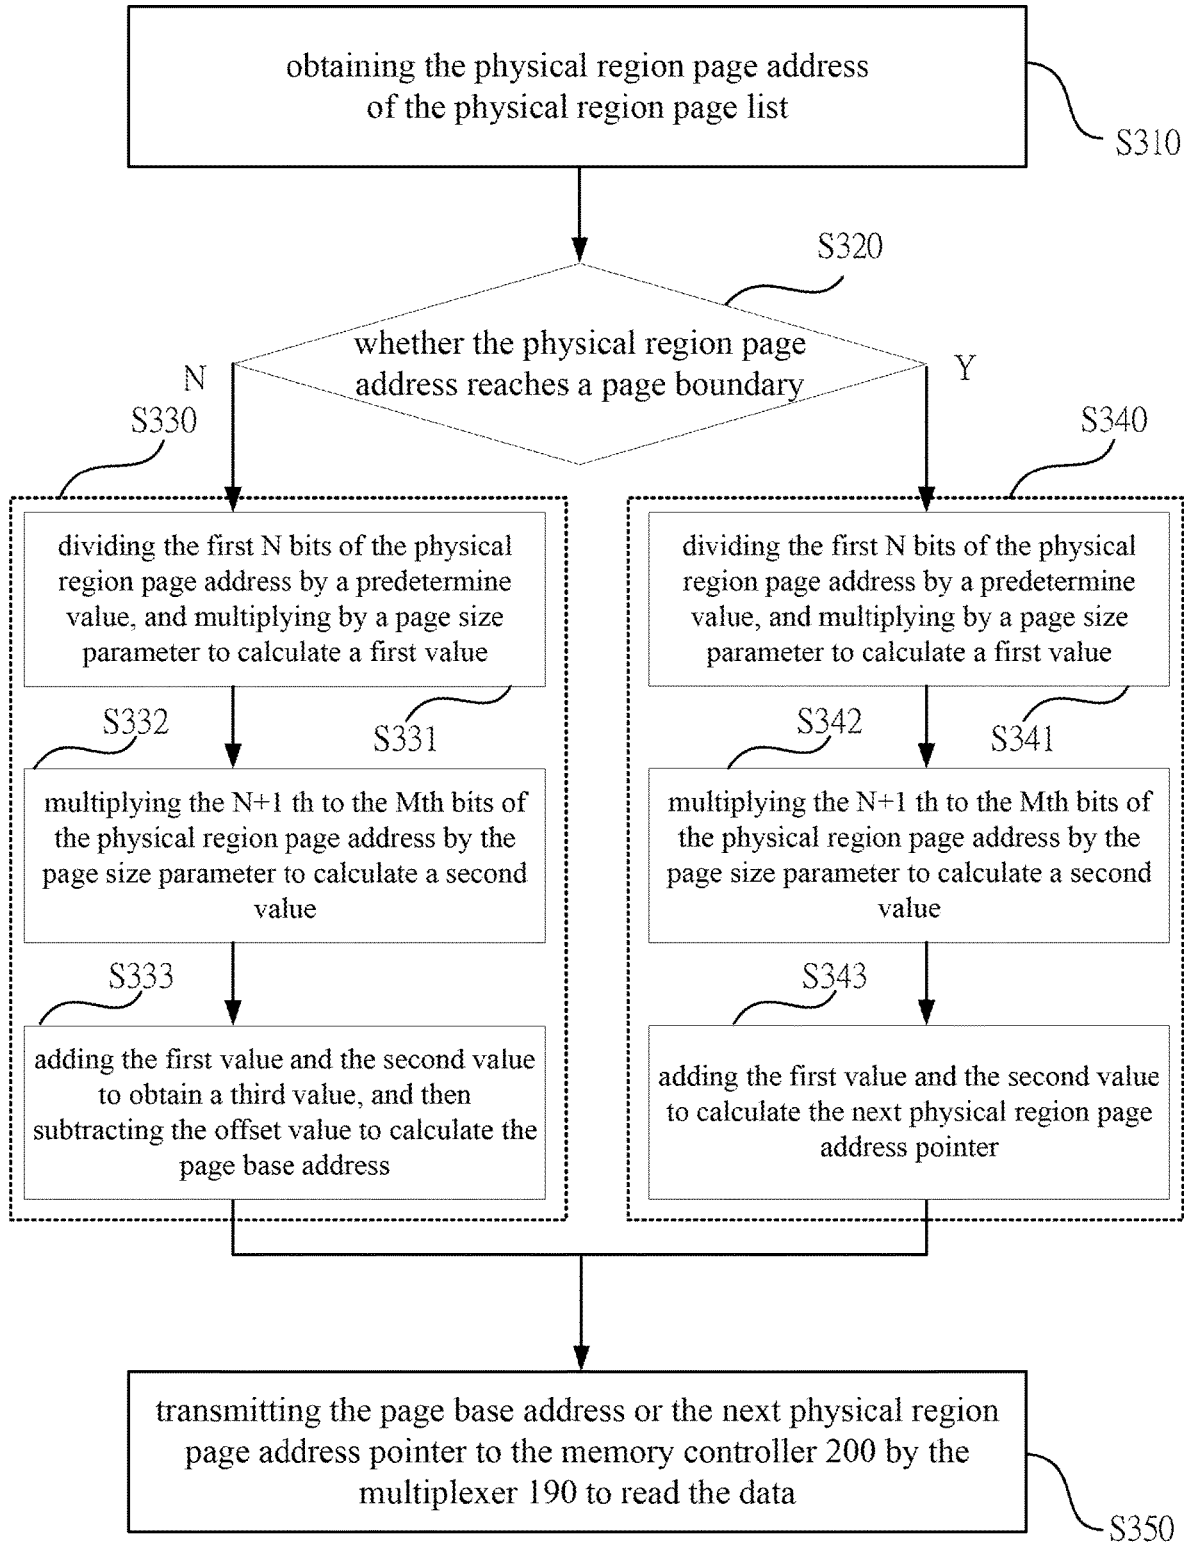 obtaining the physical region page address
of the physical region page list
S310
S320
whether the physical region page
address reaches a page boundary
N
Y
S330
S340
dividing the first N bits of the physical
region page address by a predetermine
value, and multiplying by a page size
parameter to calculate a first value
S331
S332
multiplying the N+1 th to the Mth bits of
the physical region page address by the
page size parameter to calculate a second
value
S333
adding the first value and the second value
to obtain a third value, and then
subtracting the offset value to calculate the
page base address
dividing the first N bits of the physical
region page address by a predetermine
value, and multiplying by a page size
parameter to calculate a first value
S341
S342
multiplying the N+1 th to the Mth bits of
the physical region page address by the
page size parameter to calculate a second
value
S343
adding the first value and the second value
to calculate the next physical region page
address pointer
transmitting the page base address or the next physical region
page address pointer to the memory controller 200 by the
multiplexer 190 to read the data
S350